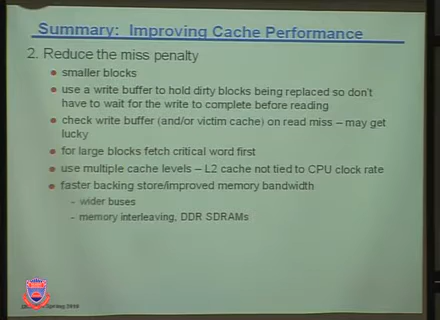 Summary: Improving Cache Performance
2. Reduce the miss penalty
smaller blocks
use a write buffer to hold dirty blocks being replaced so don't
have to wait for the write to complete before reading
check write buffer (and/or victim cache) on read miss – may get
lucky
for large blocks fetch critical word first
use multiple cache levels – L2 cache not tied to CPU clock rate
faster backing store/improved memory bandwidth
- wider buses
- memory interleaving, DDR SDRAMs